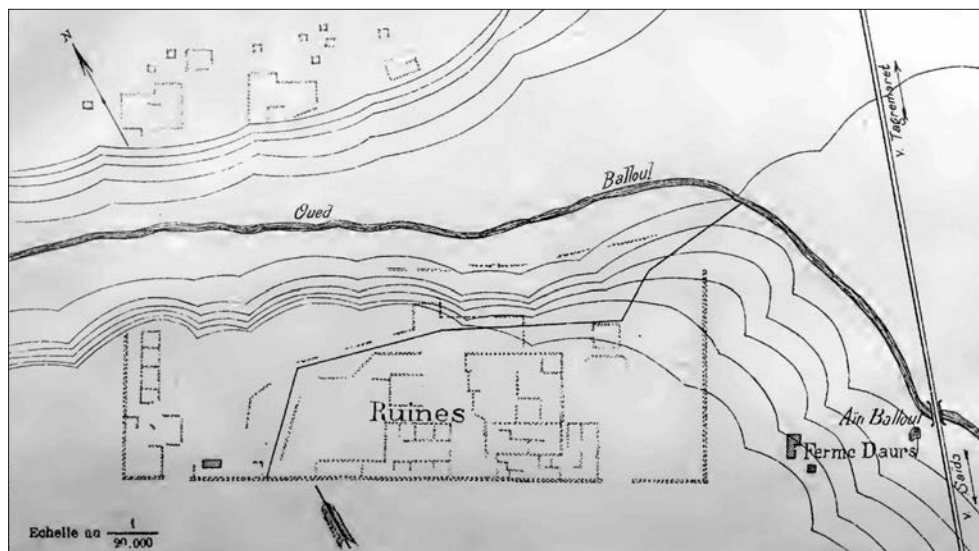 N
v. Tagremaret
Balloul
Oued
Ruines
Aïn Balloul
Ferme Daurs
v. Saïda
Echelle au 1
20.000